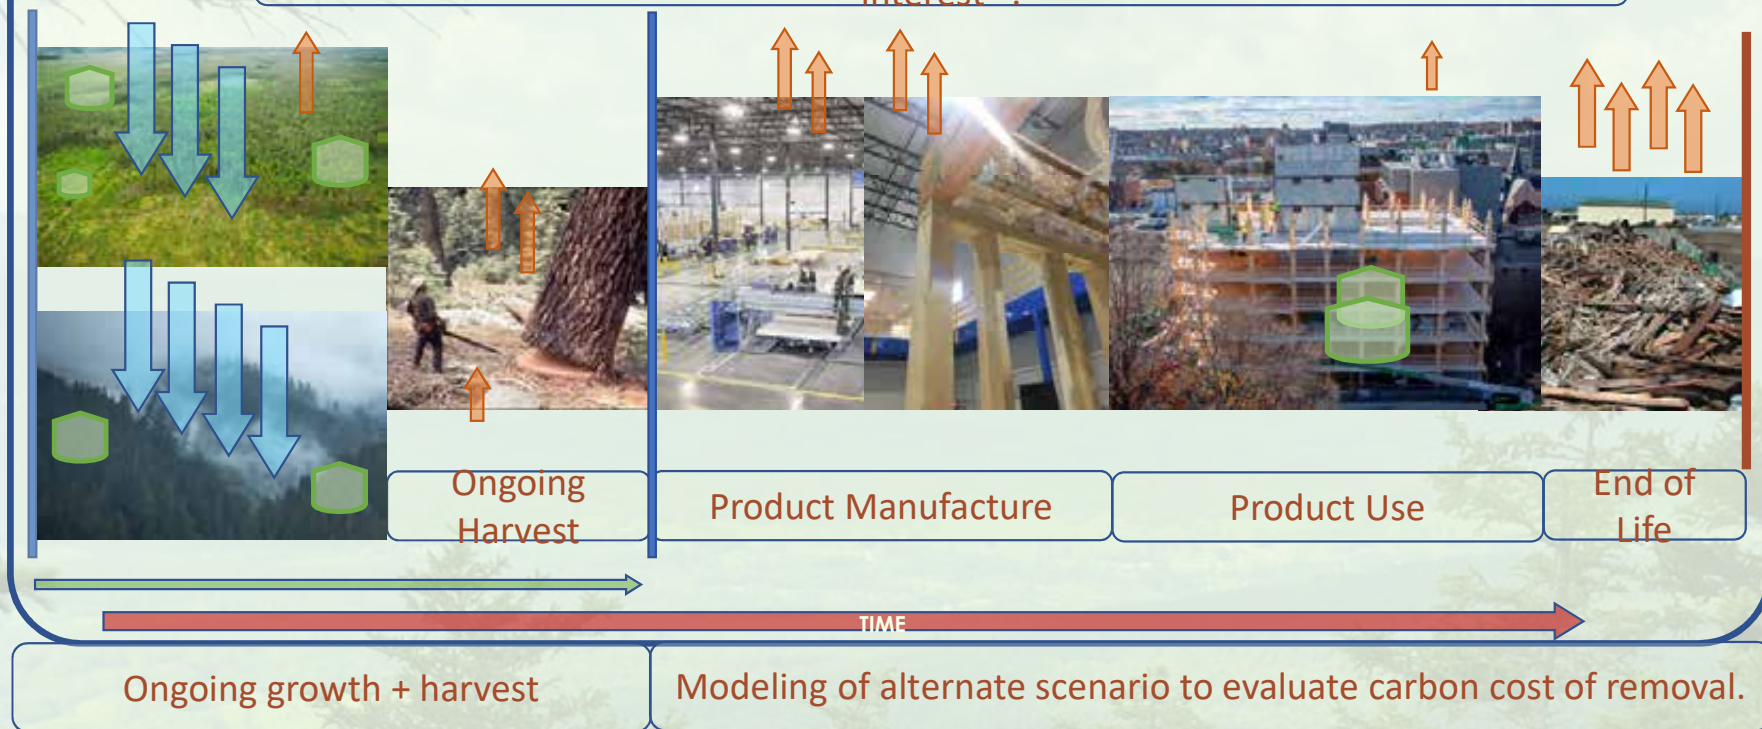 Ongoing
Harvest
Product Manufacture
Product Use
End of
Life
TIME
Ongoing growth + harvest
Modeling of alternate scenario to evaluate carbon cost of removal.